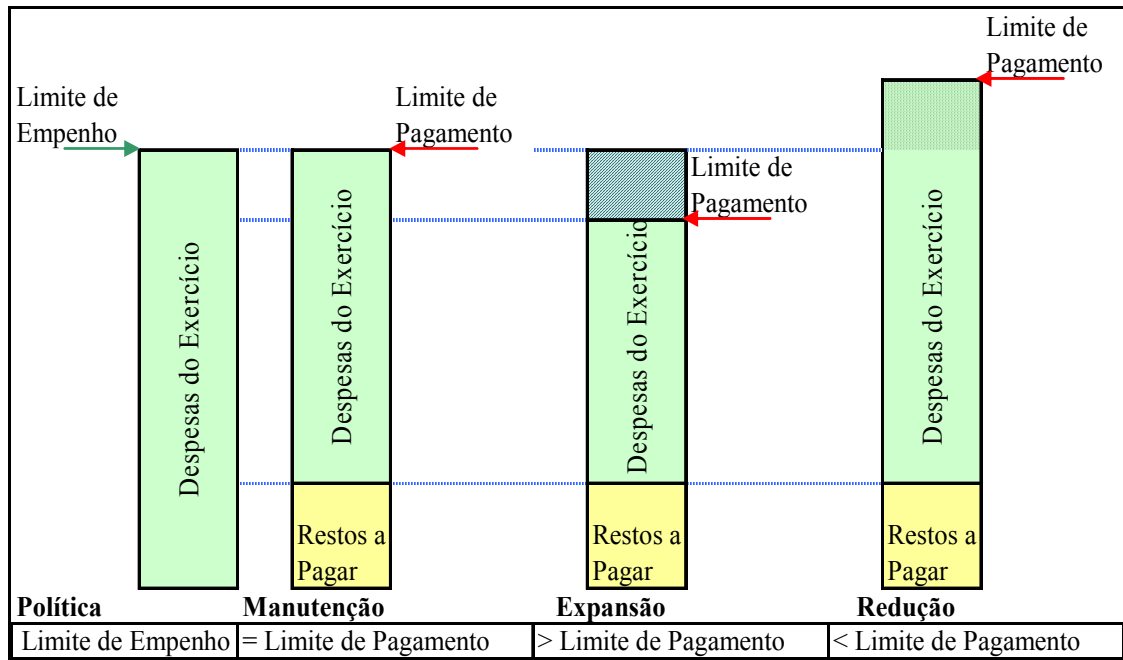 Limite de
Pagamento
Limite de
Empenho
Limite de
Pagamento
Limite de
Pagamento
Despesas do Exercício
Despesas do Exercício
Despesas do Exercício
Despesas do Exercício
Restos a
Pagar
Restos a
Pagar
Restos a
Pagar
Política
Manutenção
Expansão
Redução
Limite de Empenho
= Limite de Pagamento
> Limite de Pagamento
< Limite de Pagamento